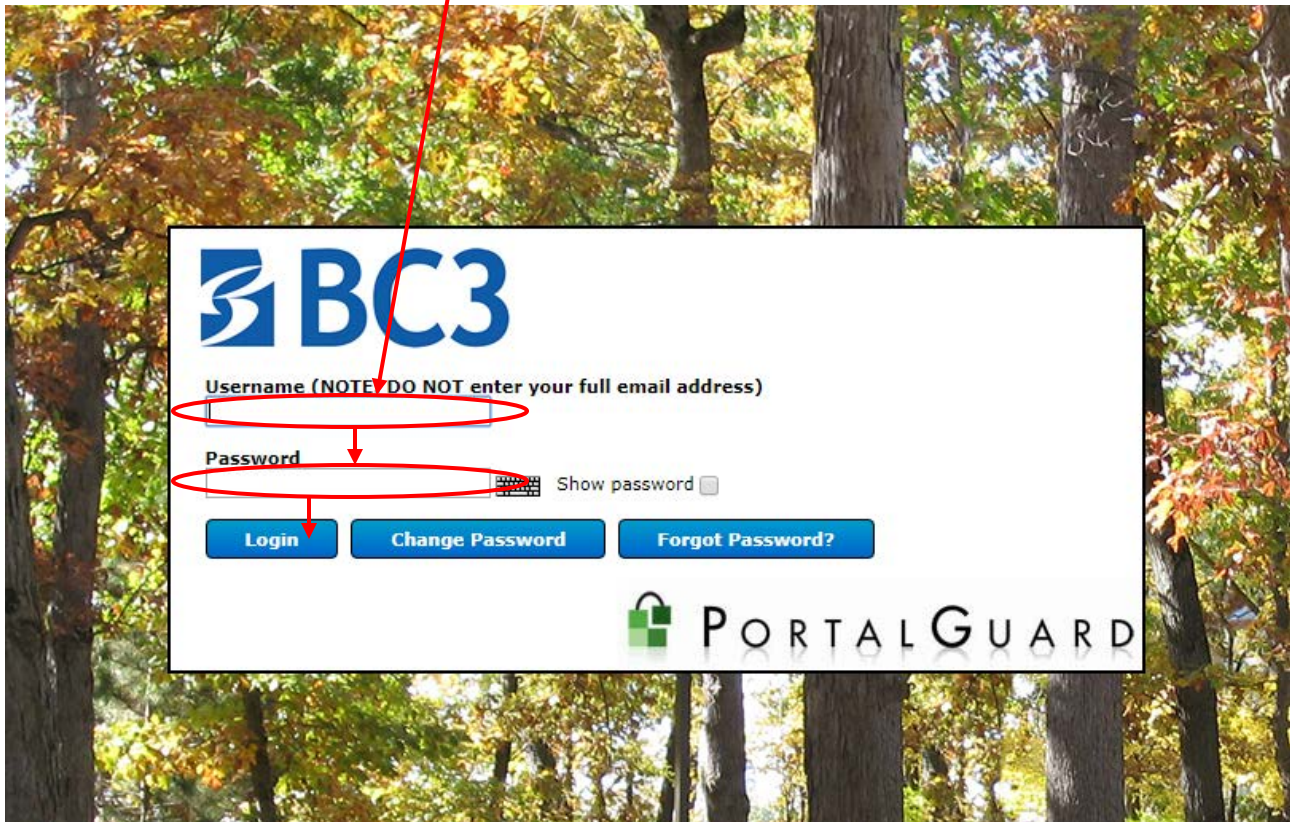 BC3
Username (NOTE: DO NOT enter your full email address)
Password
Show password
Login Change Password Forgot Password?
PORTALGUARD